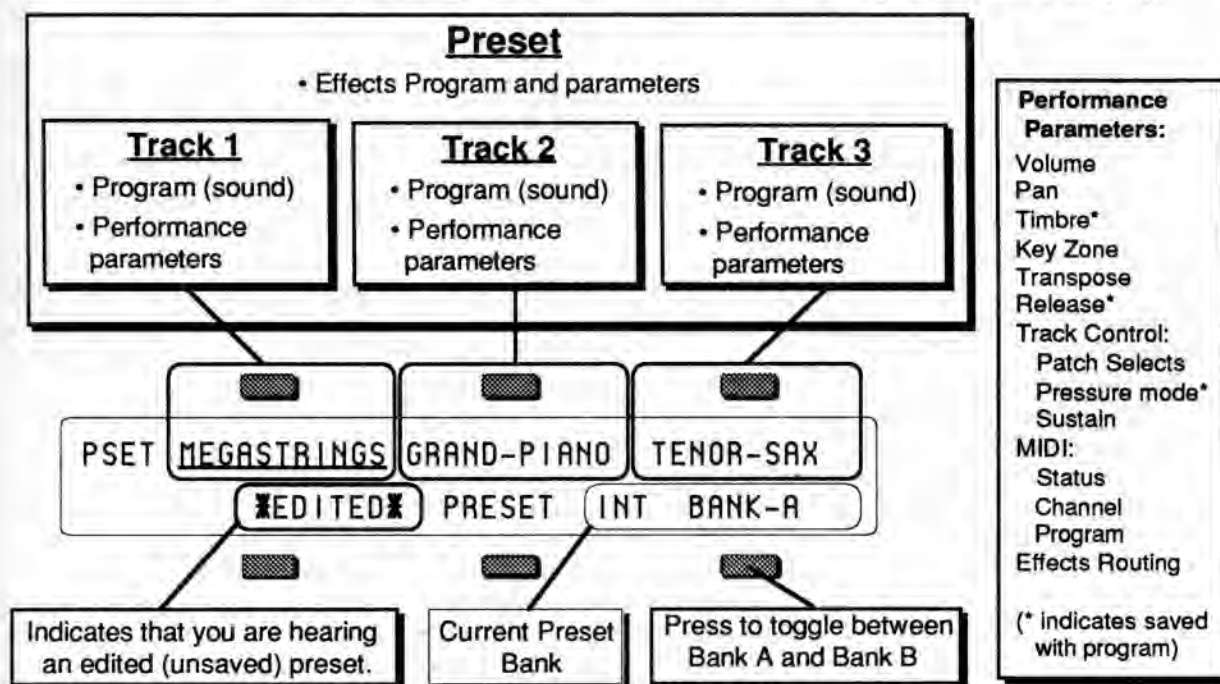 Preset
• Effects Program and parameters
Track 1
• Program (sound)
• Performance
parameters
Track 2
• Program (sound)
• Performance
parameters
Track 3
• Program (sound)
• Performance
parameters
PSET MEGASTRINGS GRAND-PIANO TENOR-SAX
*EDITED* PRESET INT BANK-A
Indicates that you are hearing
an edited (unsaved) preset.
Current Preset
Bank
Press to toggle between
Bank A and Bank B
Performance
Parameters:
Volume
Pan
Timbre*
Key Zone
Transpose
Release*
Track Control:
Patch Selects
Pressure mode*
Sustain
MIDI:
Status
Channel
Program
Effects Routing
(* indicates saved
with program)